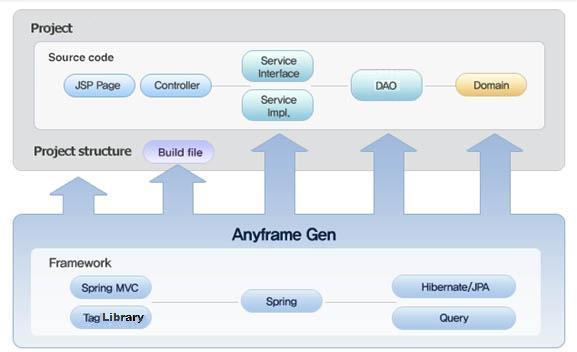 Project
Source code
JSP Page
Controller
Service
Interface
Service
Impl.
DAO
Domain
Project structure
Build file
Anyframe Gen
Framework
Spring MVC
Tag Library
Spring
Hibernate/JPA
Query